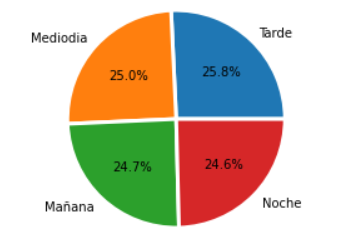 Tarde
Mediodia
25.8%
25.0%
24.7%
24.6%
Mañana
Noche